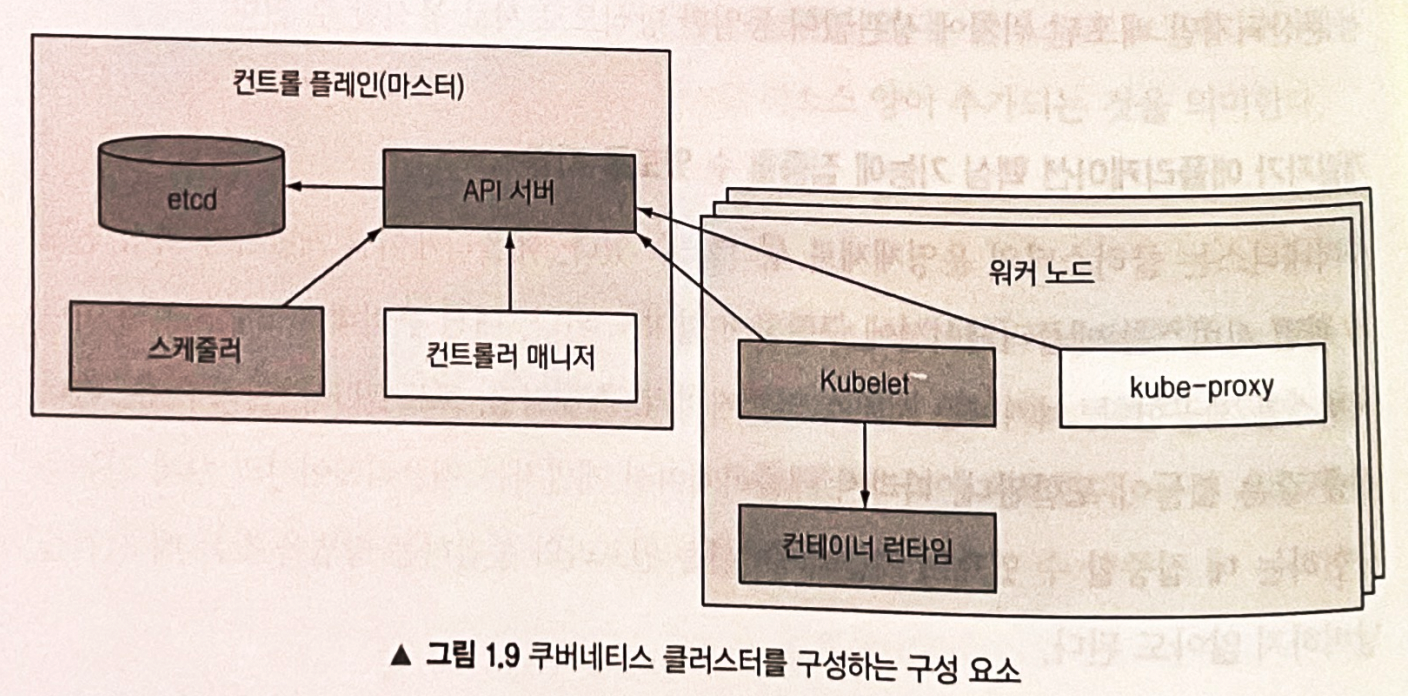 컨트롤 플레인(마스터)
etcd
API 서버
스케줄러
컨트롤러 매니저
워커 노드
Kubelet
kube-proxy
컨테이너 런타임
▲ 그림 1.9 쿠버네티스 클러스터를 구성하는 구성 요소